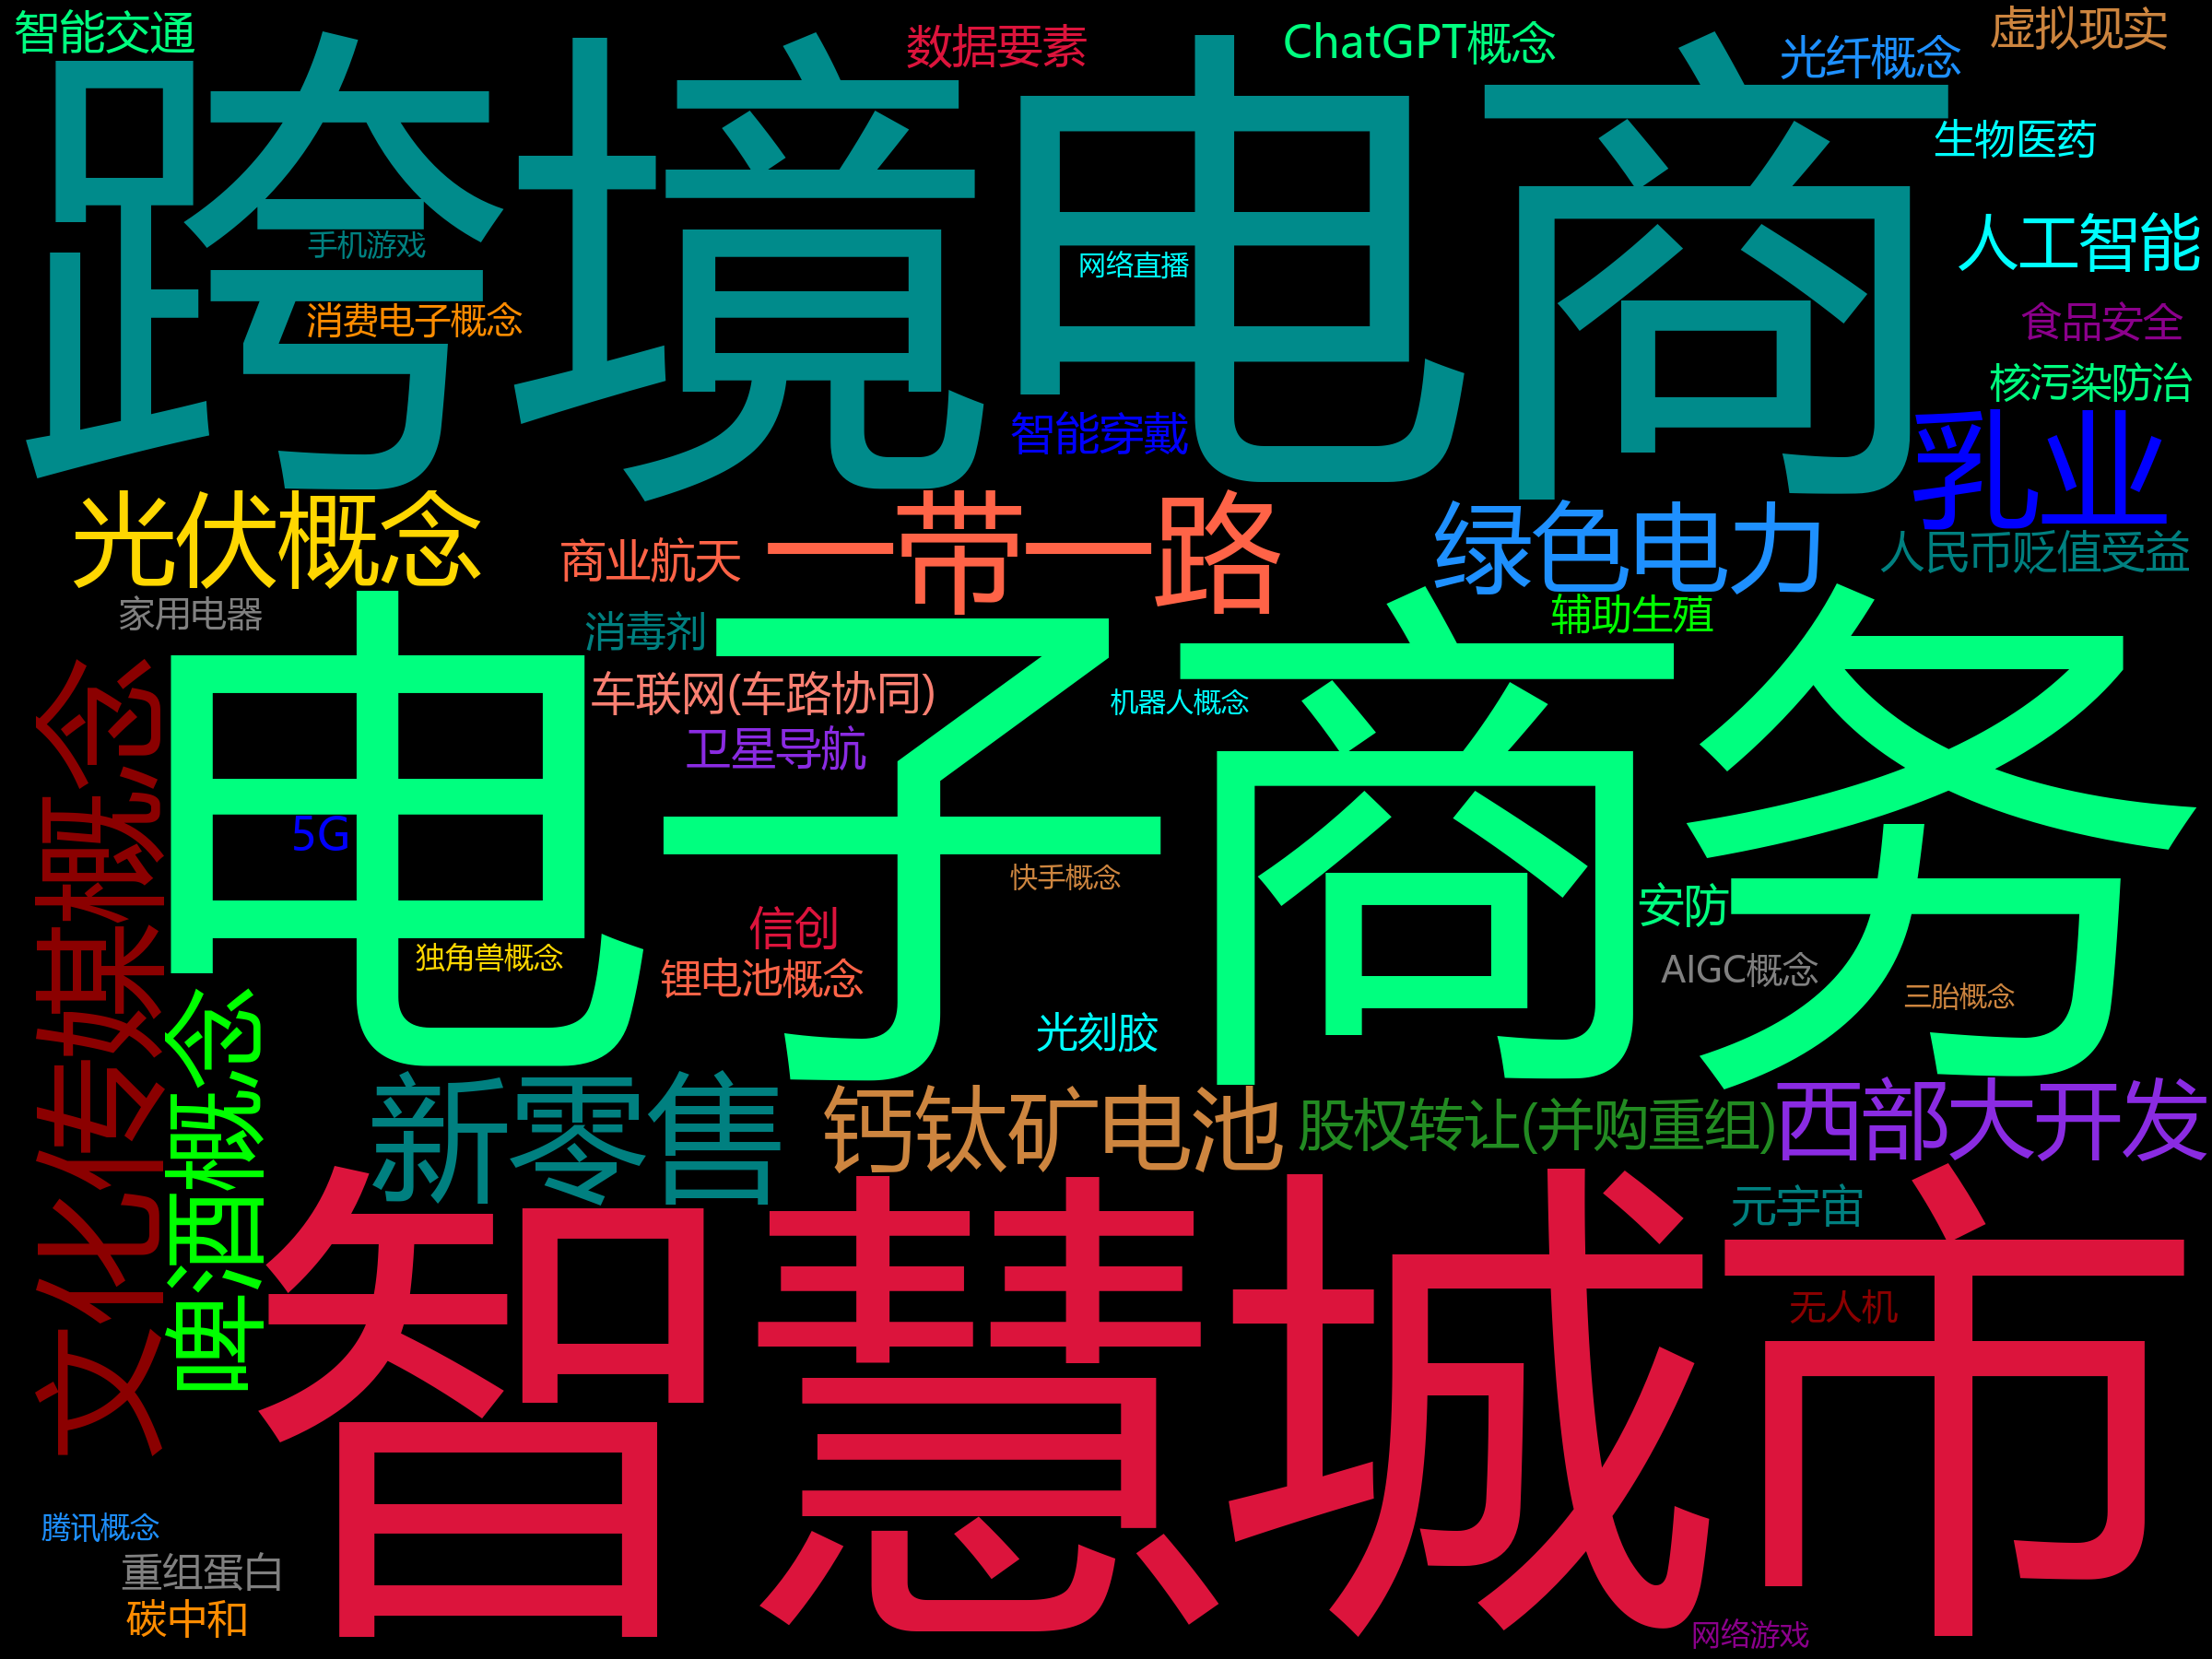 智能交通
数据要素
ChatGPT概念
光纤概念
虚拟现实
生物医药
跨境电商
手机游戏
网络直播
人工智能
消费电子概念
食品安全
核污染防治
智能穿戴
乳业
光伏概念
商业航天
一带一路
绿色电力
人民币贬值受益
家用电器
消毒剂
辅助生殖
车联网(车路协同)
机器人概念
卫星导航
电子商务
5G
快手概念
信创
安防
独角兽概念
锂电池概念
AIGC概念
三胎概念
光刻胶
文化传媒概念
啤酒概念
新零售
钙钛矿电池
股权转让(并购重组)
西部大开发
元宇宙
无人机
智慧城市
腾讯概念
重组蛋白
碳中和
网络游戏